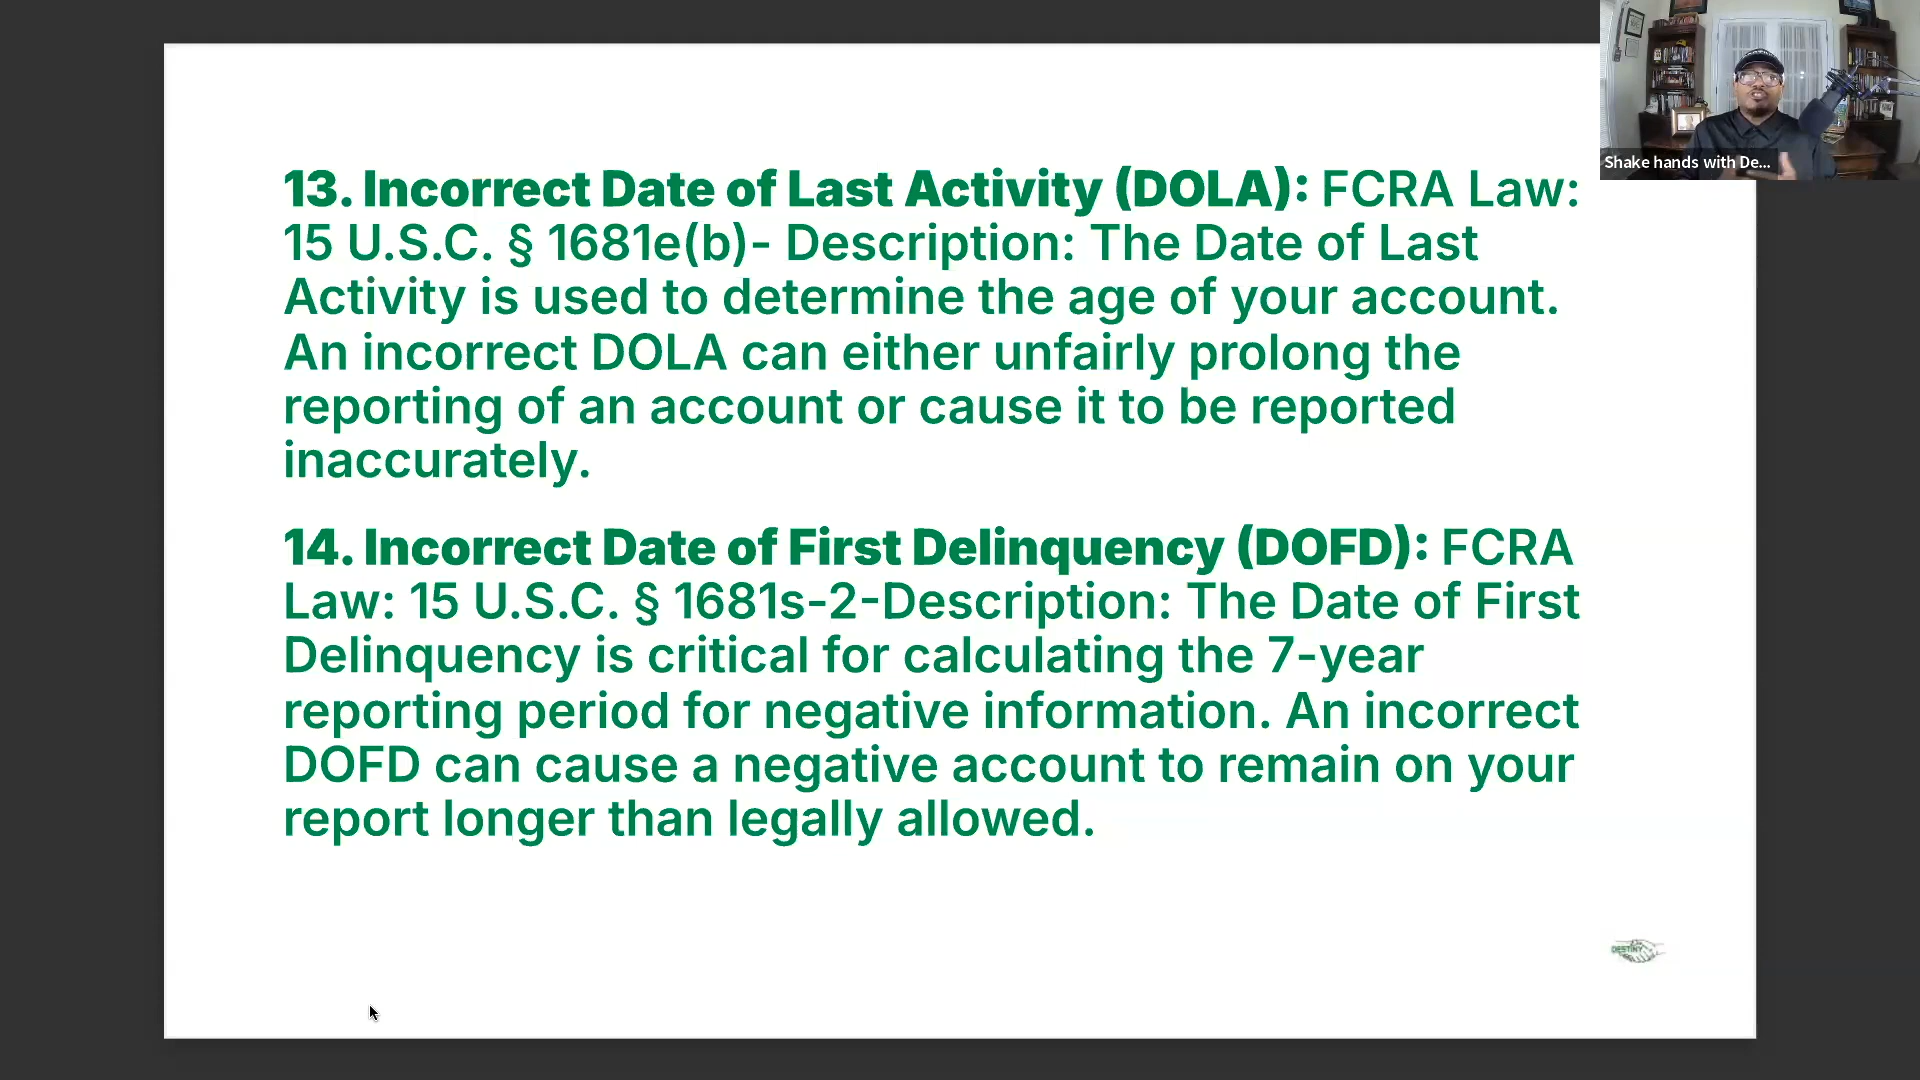 13. Incorrect Date of Last Activity (DOLA): FCRA Law:
15 U.S.C. § 1681e(b)- Description: The Date of Last
Activity is used to determine the age of your account.
An incorrect DOLA can either unfairly prolong the
reporting of an account or cause it to be reported
inaccurately.
14. Incorrect Date of First Delinquency (DOFD): FCRA
Law: 15 U.S.C. § 1681s-2-Description: The Date of First
Delinquency is critical for calculating the 7-year
reporting period for negative information. An incorrect
DOFD can cause a negative account to remain on your
report longer than legally allowed.
Shake hands with De...
DESTINY